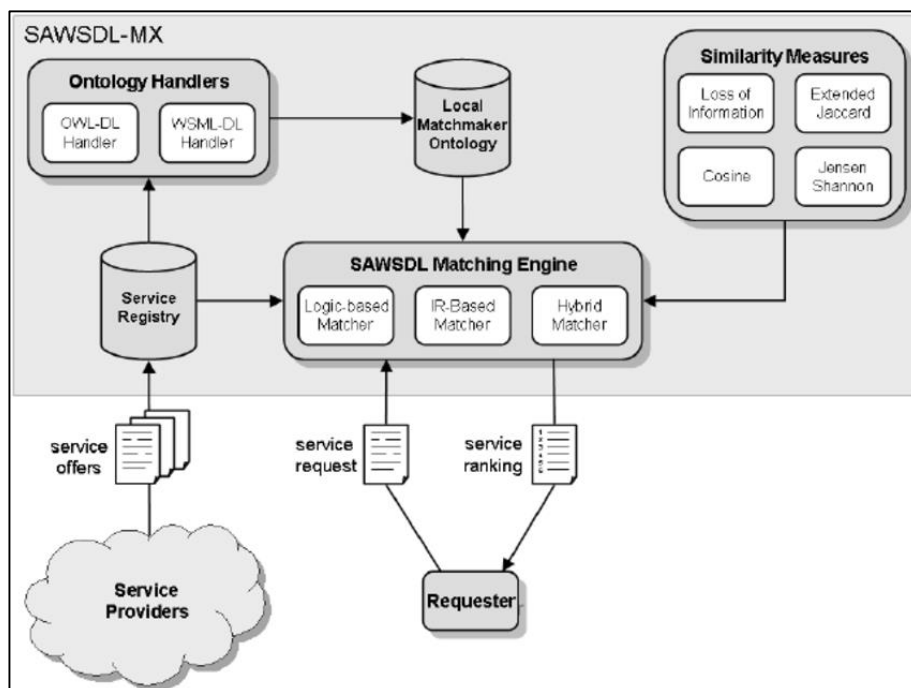 SAWSDL-MX
Ontology Handlers
OWL-DL
Handler
WSML-DL
Handler
Local
Matchmaker
Ontology
Similarity Measures
Loss of
Information
Extended
Jaccard
Cosine
Jensen
Shannon
Service
Registry
SAWSDL Matching Engine
Logic-based
Matcher
IR-Based
Matcher
Hybrid
Matcher
service
offers
service
request
service
ranking
Service
Providers
Requester